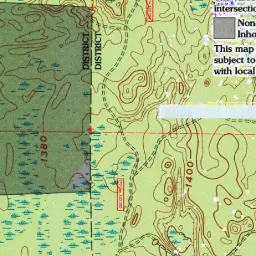 intersectio
Non-
Inho
This map
subject to
with local
DISTRICT
DISTRICT
1380
1400